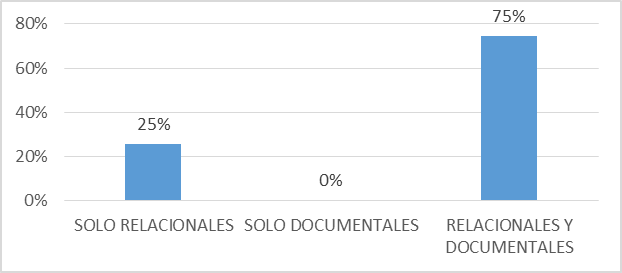 80%
75%
60%
40%
25%
20%
0%
0%
SOLO RELACIONALES
SOLO DOCUMENTALES
RELACIONALES Y
DOCUMENTALES